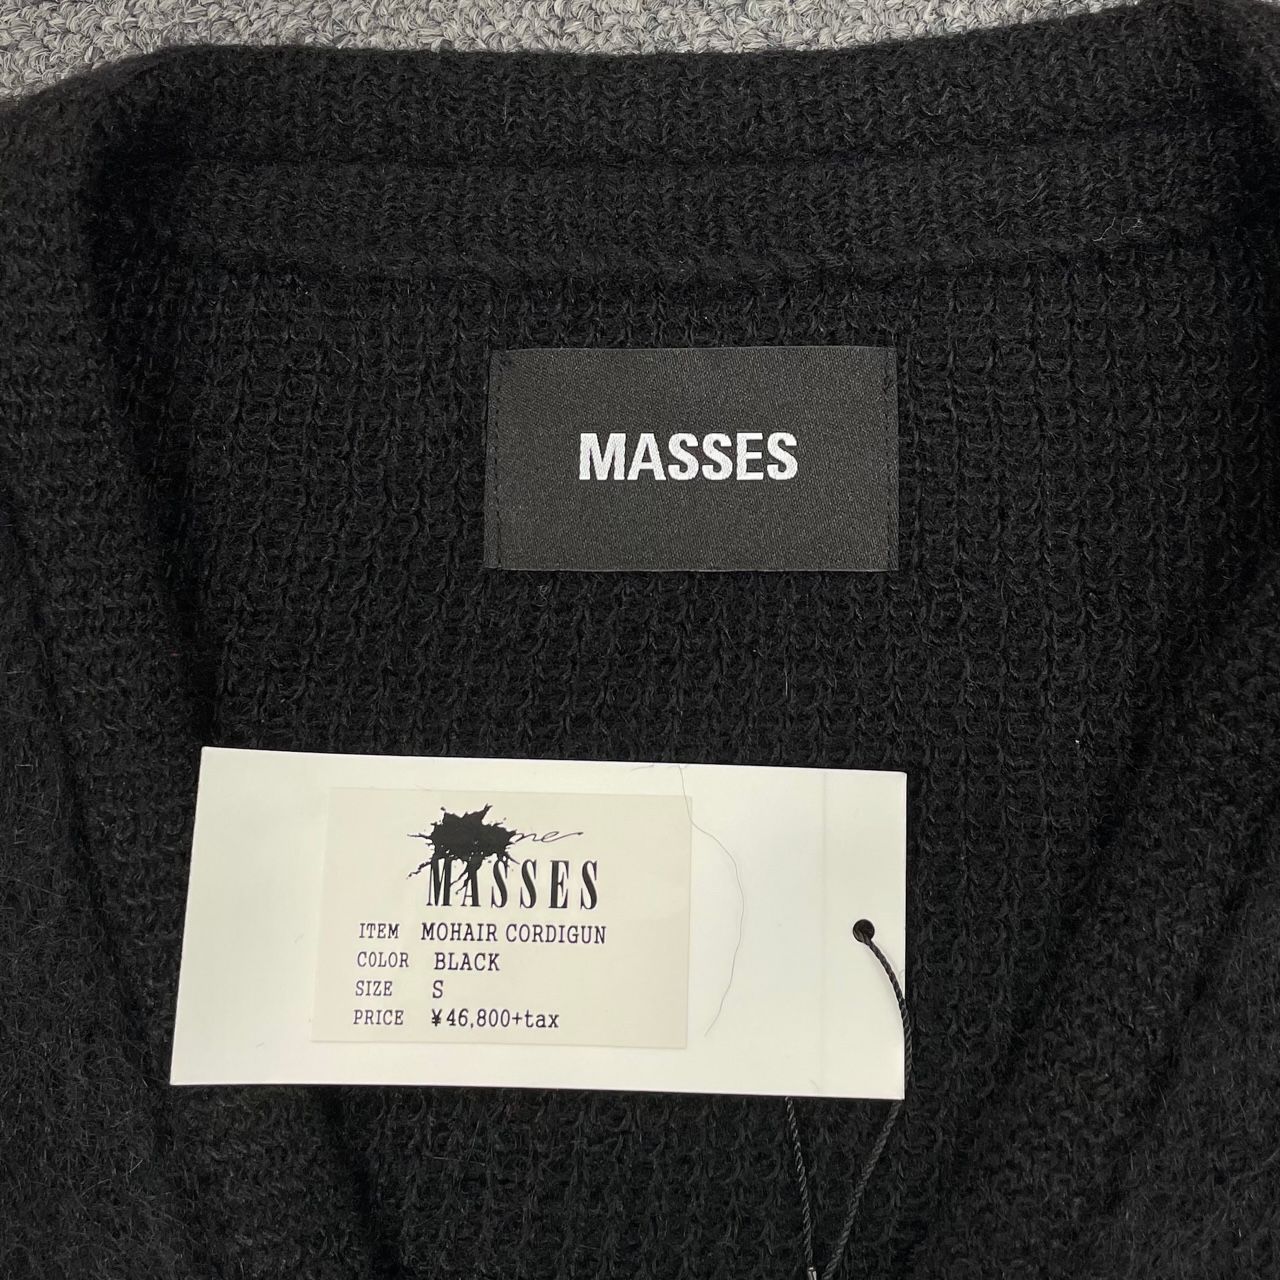 MASSES
MASSES
ITEM MOHAIR CORDIGUN
COLOR BLACK
SIZE S
PRICE ¥46,800+tax